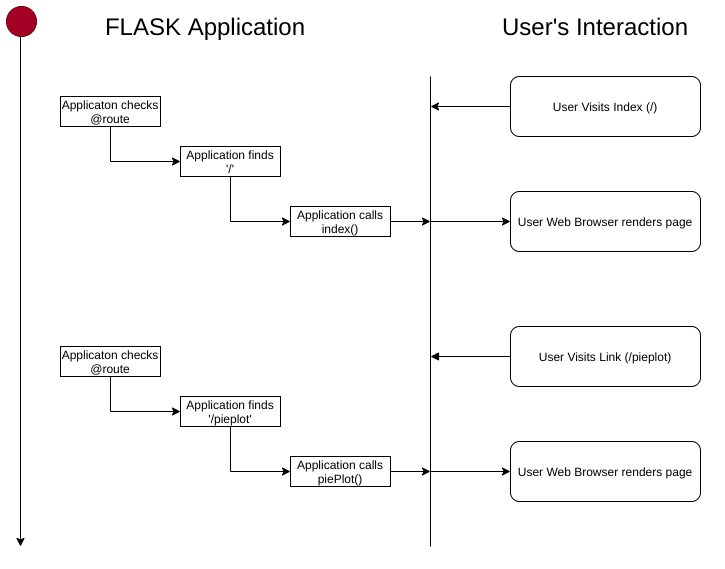 FLASK Application
User's Interaction
Applicaton checks
@route
User Visits Index (/)
Application finds
'/'
Application calls
index()
User Web Browser renders page
Applicaton checks
@route
User Visits Link (/pieplot)
Application finds
'/pieplot'
Application calls
piePlot()
User Web Browser renders page